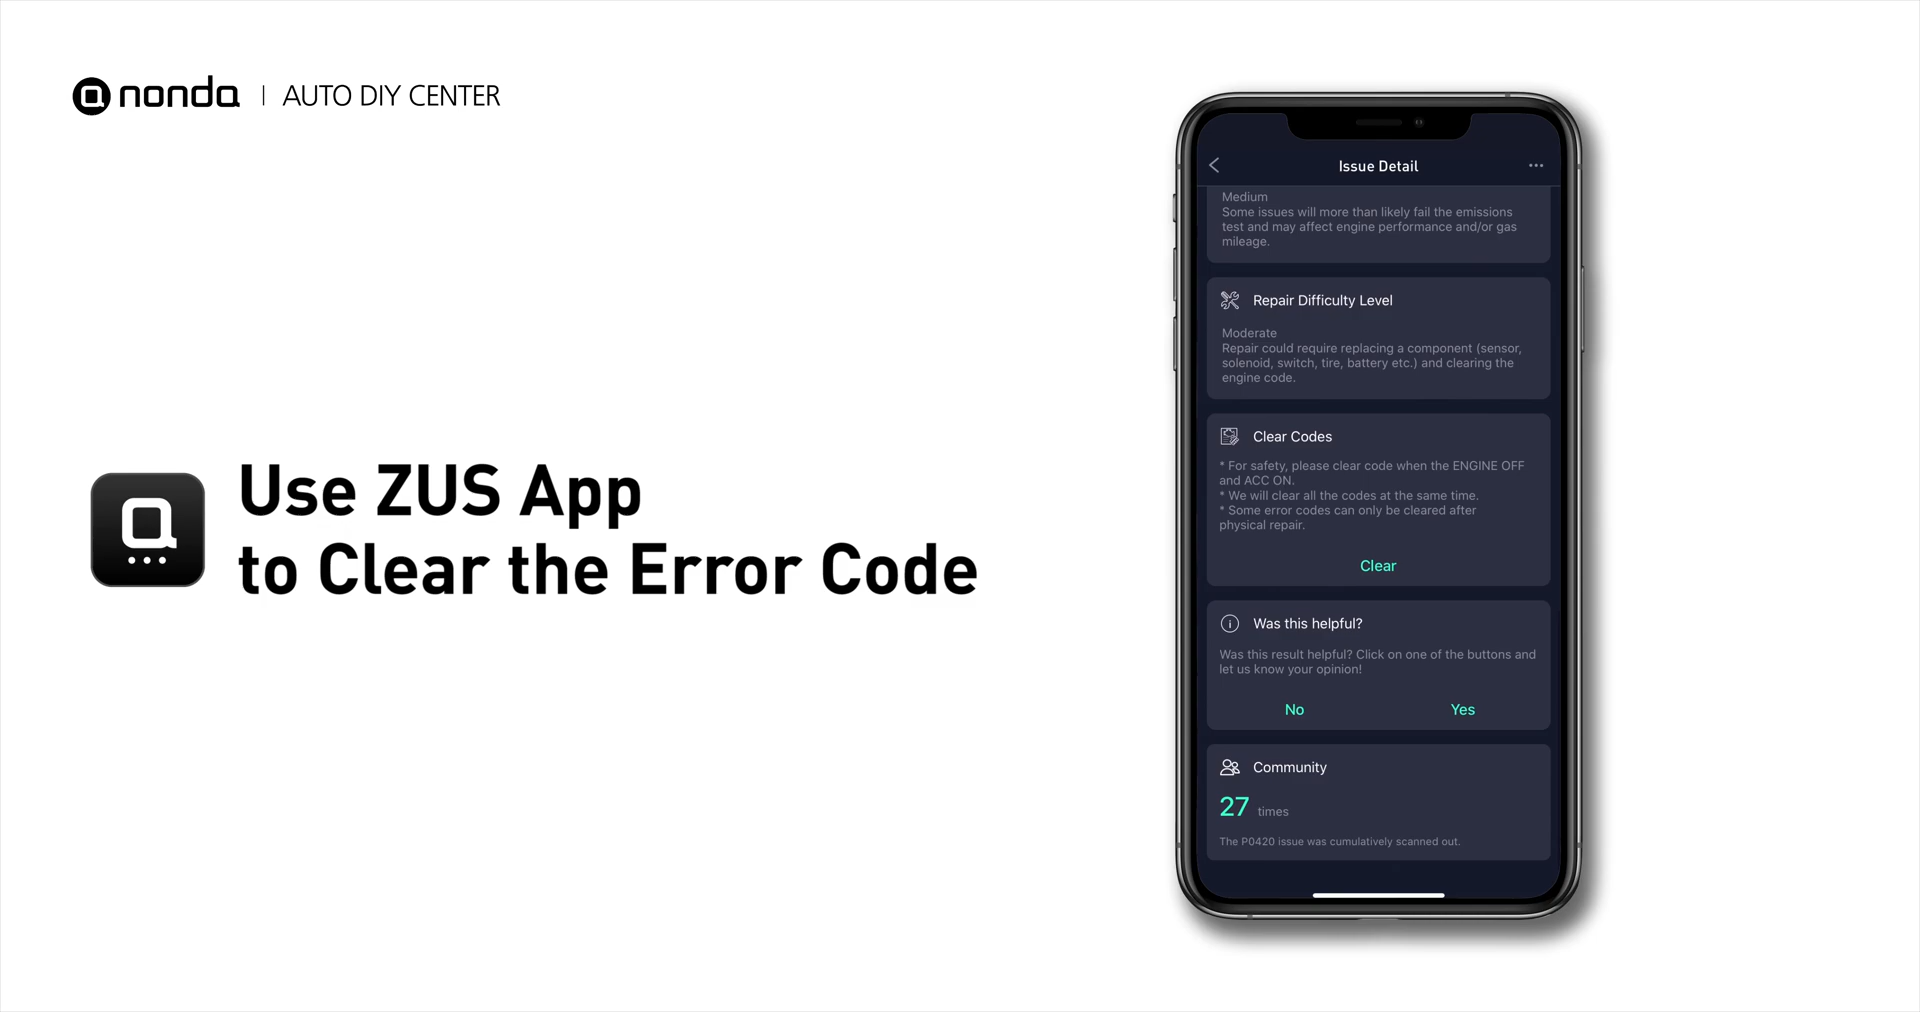 nonda | AUTO DIY CENTER
Use ZUS App
to Clear the Error Code
Issue Detail
Medium
Some issues will more than likely fail the emissions
test and may affect engine performance and/or gas
mileage.
Repair Difficulty Level
Moderate
Repair could require replacing a component (sensor,
solenoid, switch, tire, battery etc.) and clearing the
engine code.
Clear Codes
* For safety, please clear code when the ENGINE OFF
and ACC ON.
* We will clear all the codes at the same time.
* Some error codes can only be cleared after
physical repair.
Clear
Was this helpful?
Was this result helpful? Click on one of the buttons and
let us know your opinion!
No Yes
Community
27 times
The P0420 issue was cumulatively scanned out.